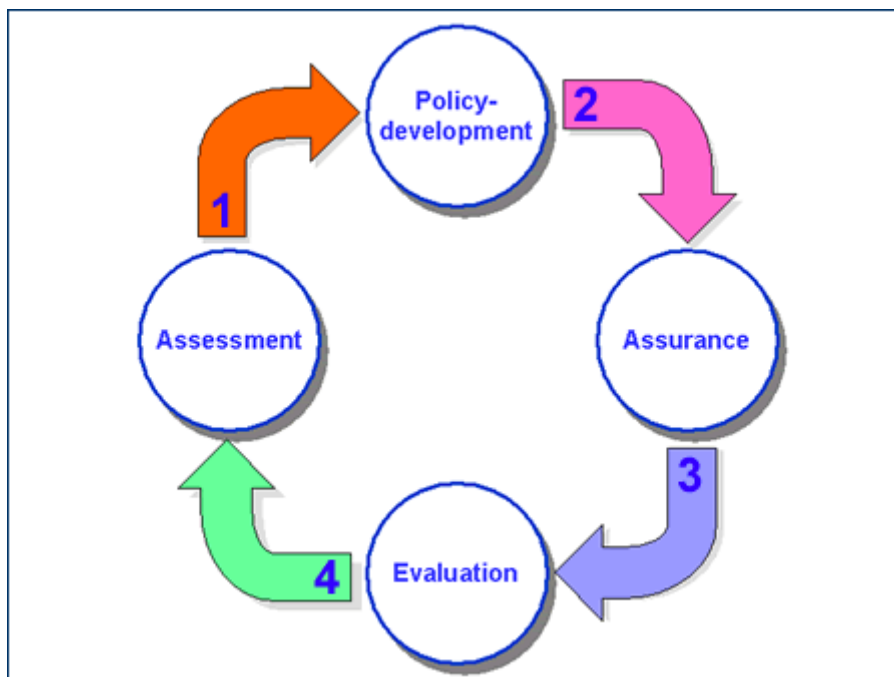 Policy-
development
1
2
Assessment
Assurance
3
4
Evaluation